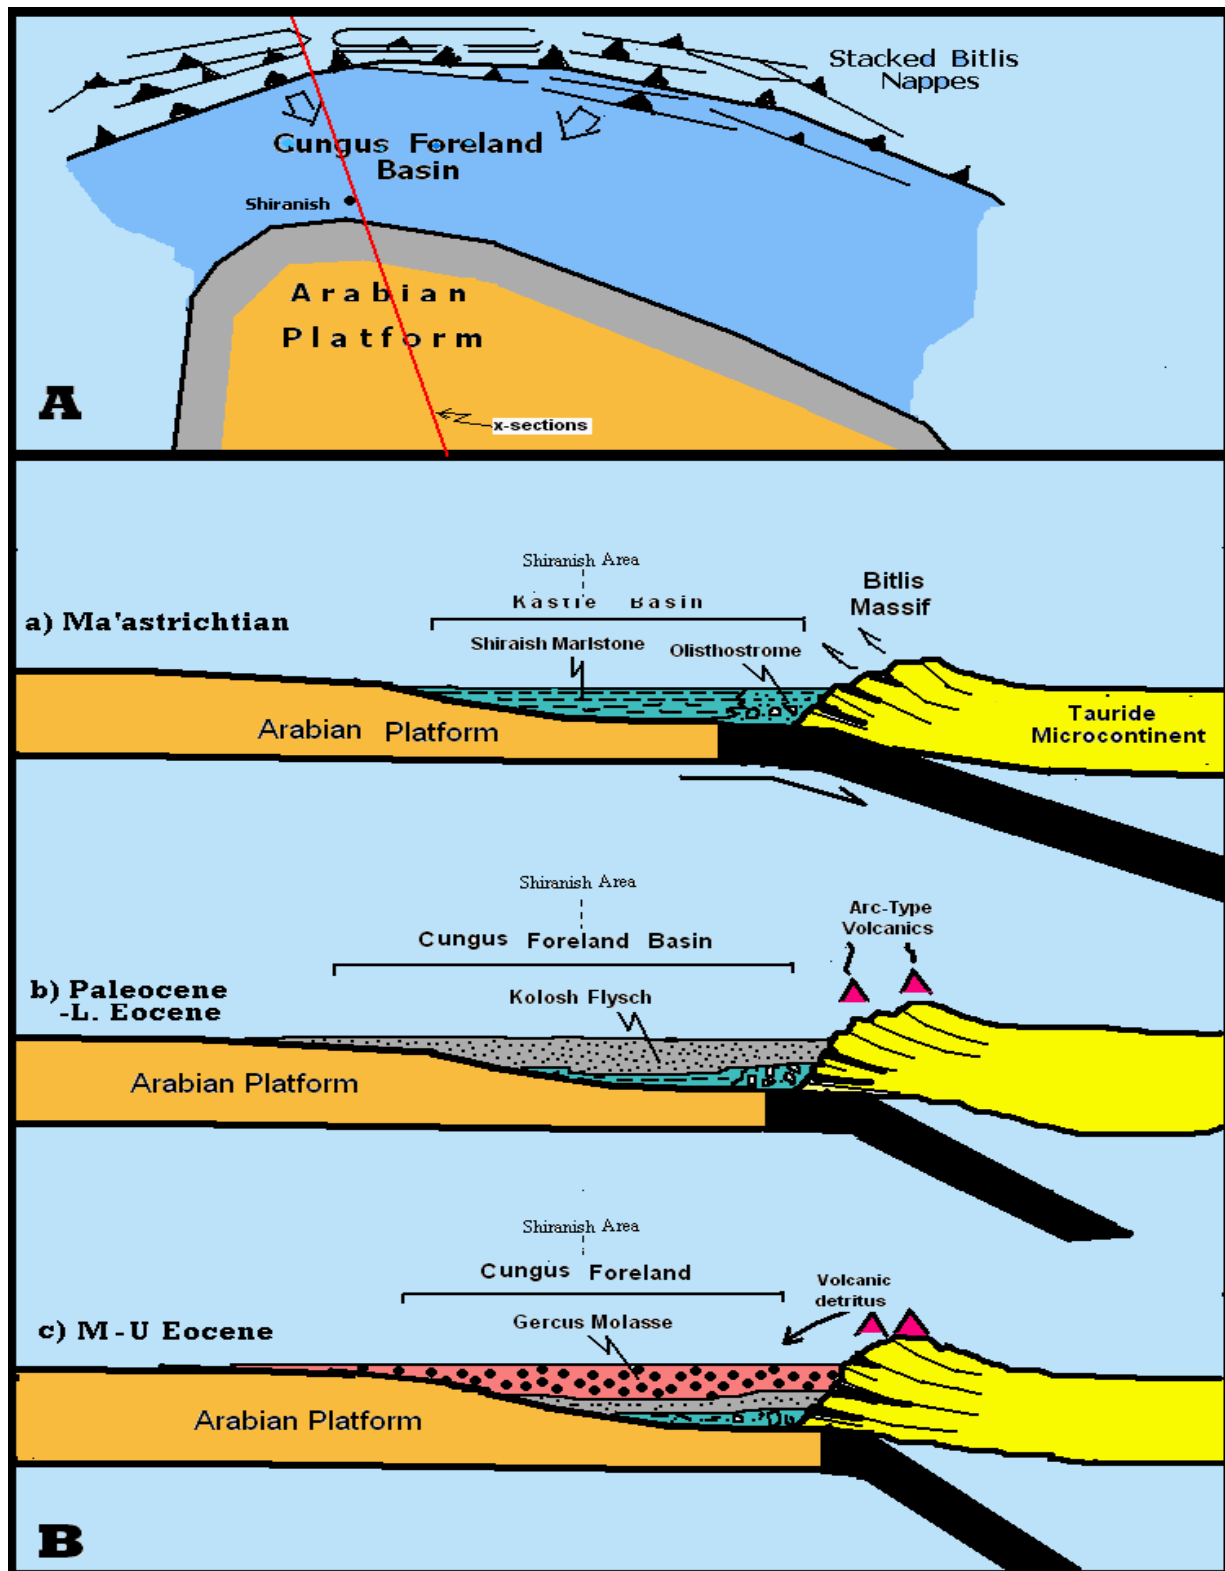 Stacked Bitlis
Nappes
Gungus Foreland
Basin
Shiranish
Arabian
Platform
x-sections
A
Shiranish Area
Kastle Basin
Bitlis
Massif
a) Ma'astrichtian
Shiraish Marlstone
Olisthostrome
Arabian Platform
Tauride
Microcontinent
Shiranish Area
Arc-Type
Volcanics
Cungus Foreland Basin
b) Paleocene
-L. Eocene
Kolosh Flysch
Arabian Platform
Shiranish Area
Cungus Foreland
Volcanic
detritus
c) M-U Eocene
Gercus Molasse
Arabian Platform
B